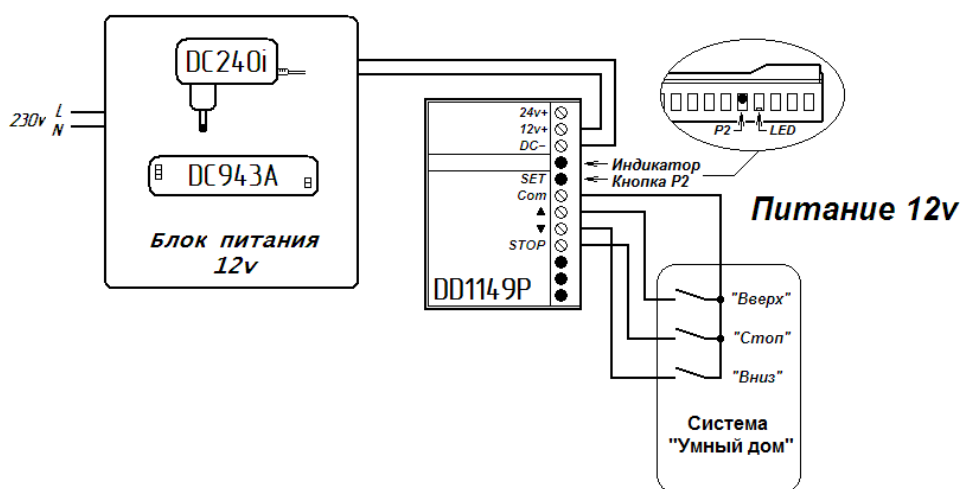 DC240i
230v L
N
DC943A
Блок питания
12v
24v+
12v+
DC-
SET
Com
▲
▼
STOP
DD1149P
P2
LED
Индикатор
Кнопка P2
Питание 12v
"Вверх"
"Стоп"
"Вниз"
Система
"Умный дом"